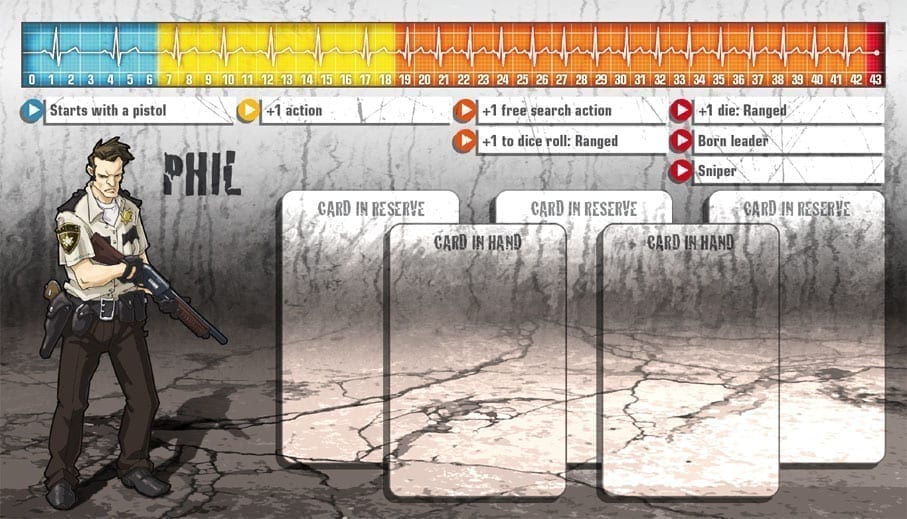 0 1 2 3 4 5 6 7 8 9 10 11 12 13 14 15 16 17 18 19 20 21 22 23 24 25 26 27 28 29 30 31 32 33 34 35 36 37 38 39 40 41 42 43
Starts with a pistol
+1 action
+1 free search action
+1 die: Ranged
+1 to dice roll: Ranged
Born leader
Sniper
PHIL
CARD IN RESERVE
CARD IN RESERVE
CARD IN RESERVE
CARD IN HAND
CARD IN HAND